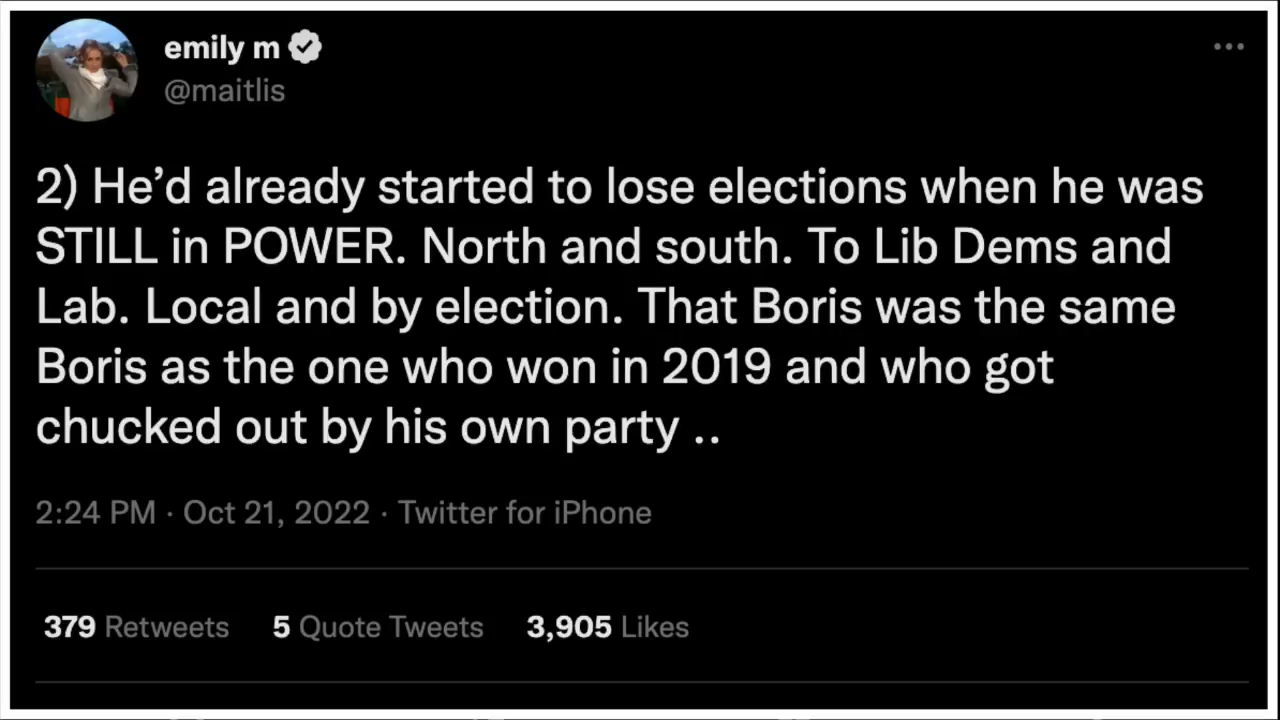 emily m
@maitlis
2) He’d already started to lose elections when he was
STILL in POWER. North and south. To Lib Dems and
Lab. Local and by election. That Boris was the same
Boris as the one who won in 2019 and who got
chucked out by his own party ..
2:24 PM · Oct 21, 2022 · Twitter for iPhone
379 Retweets 5 Quote Tweets 3,905 Likes